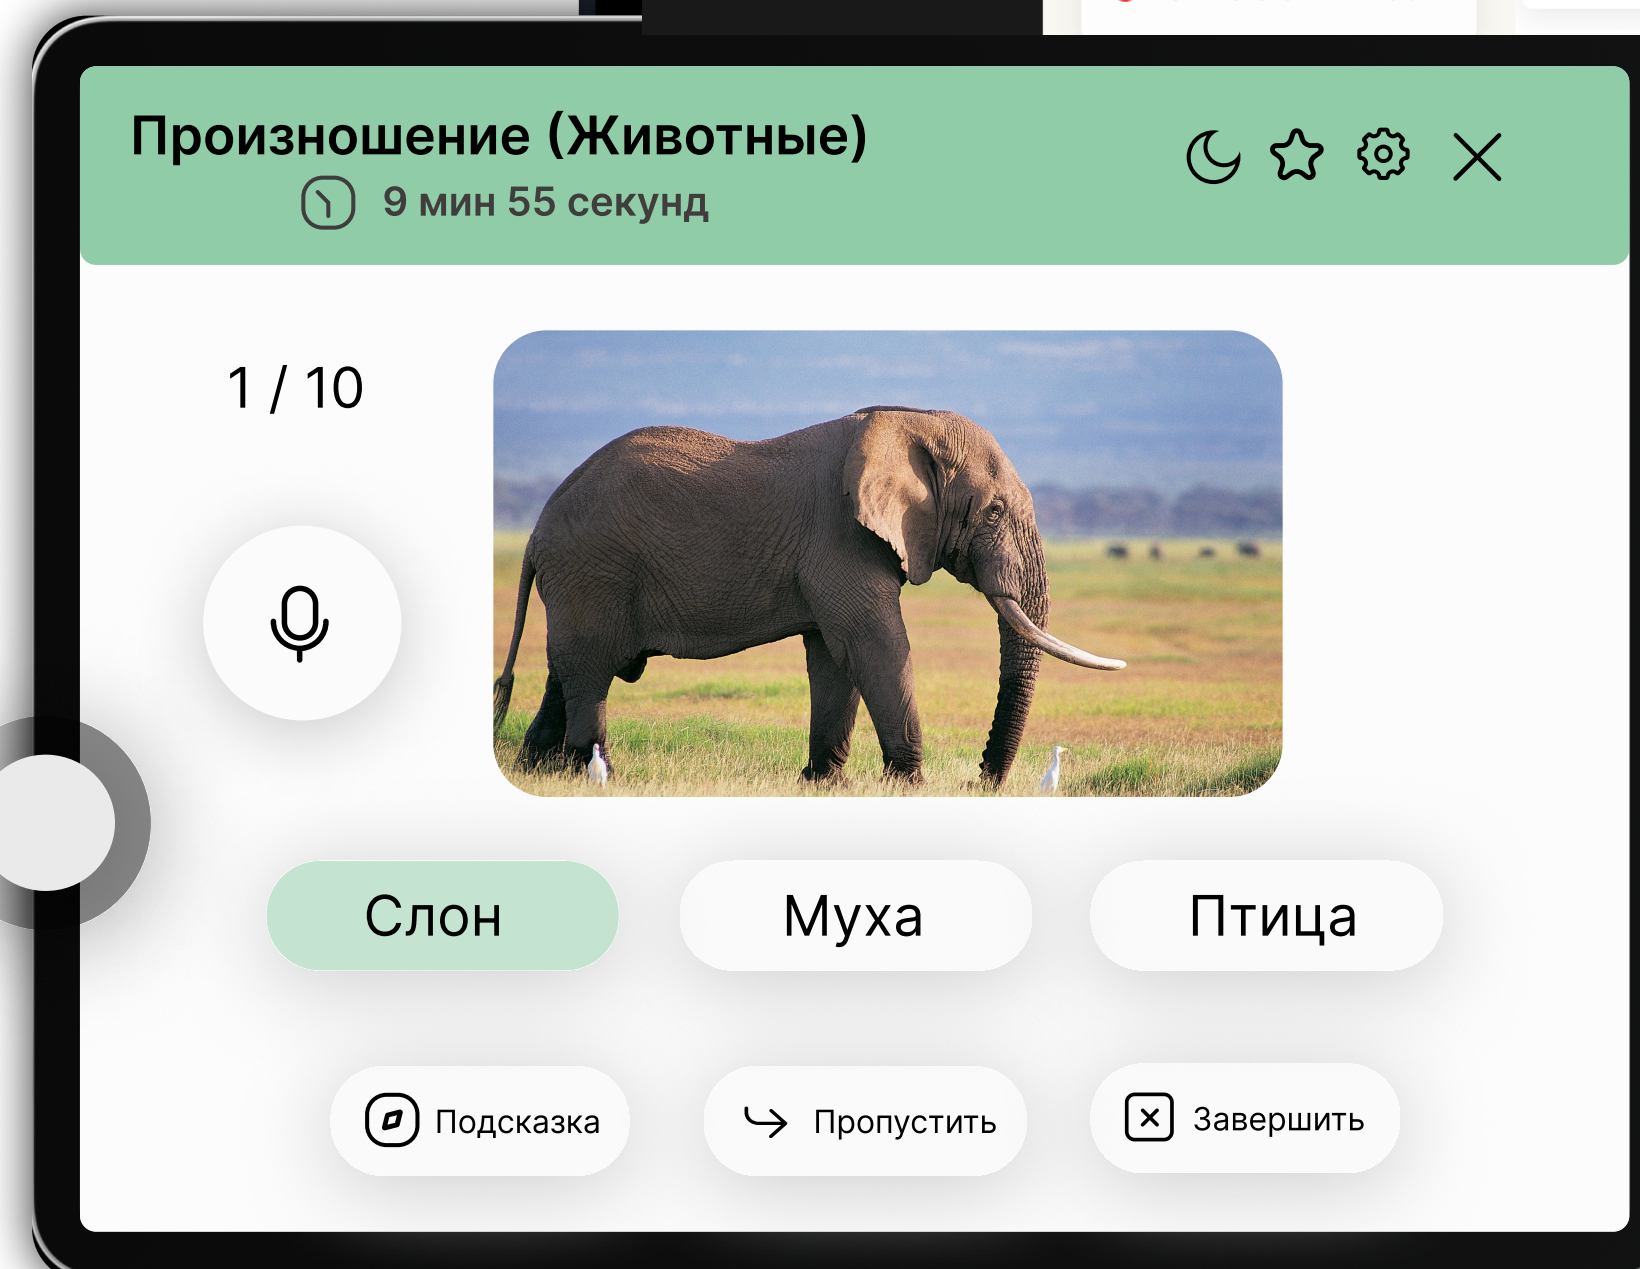 Произношение (Животные)
9 мин 55 секунд
1 / 10
Слон
Муха
Птица
Подсказка
Пропустить
Завершить